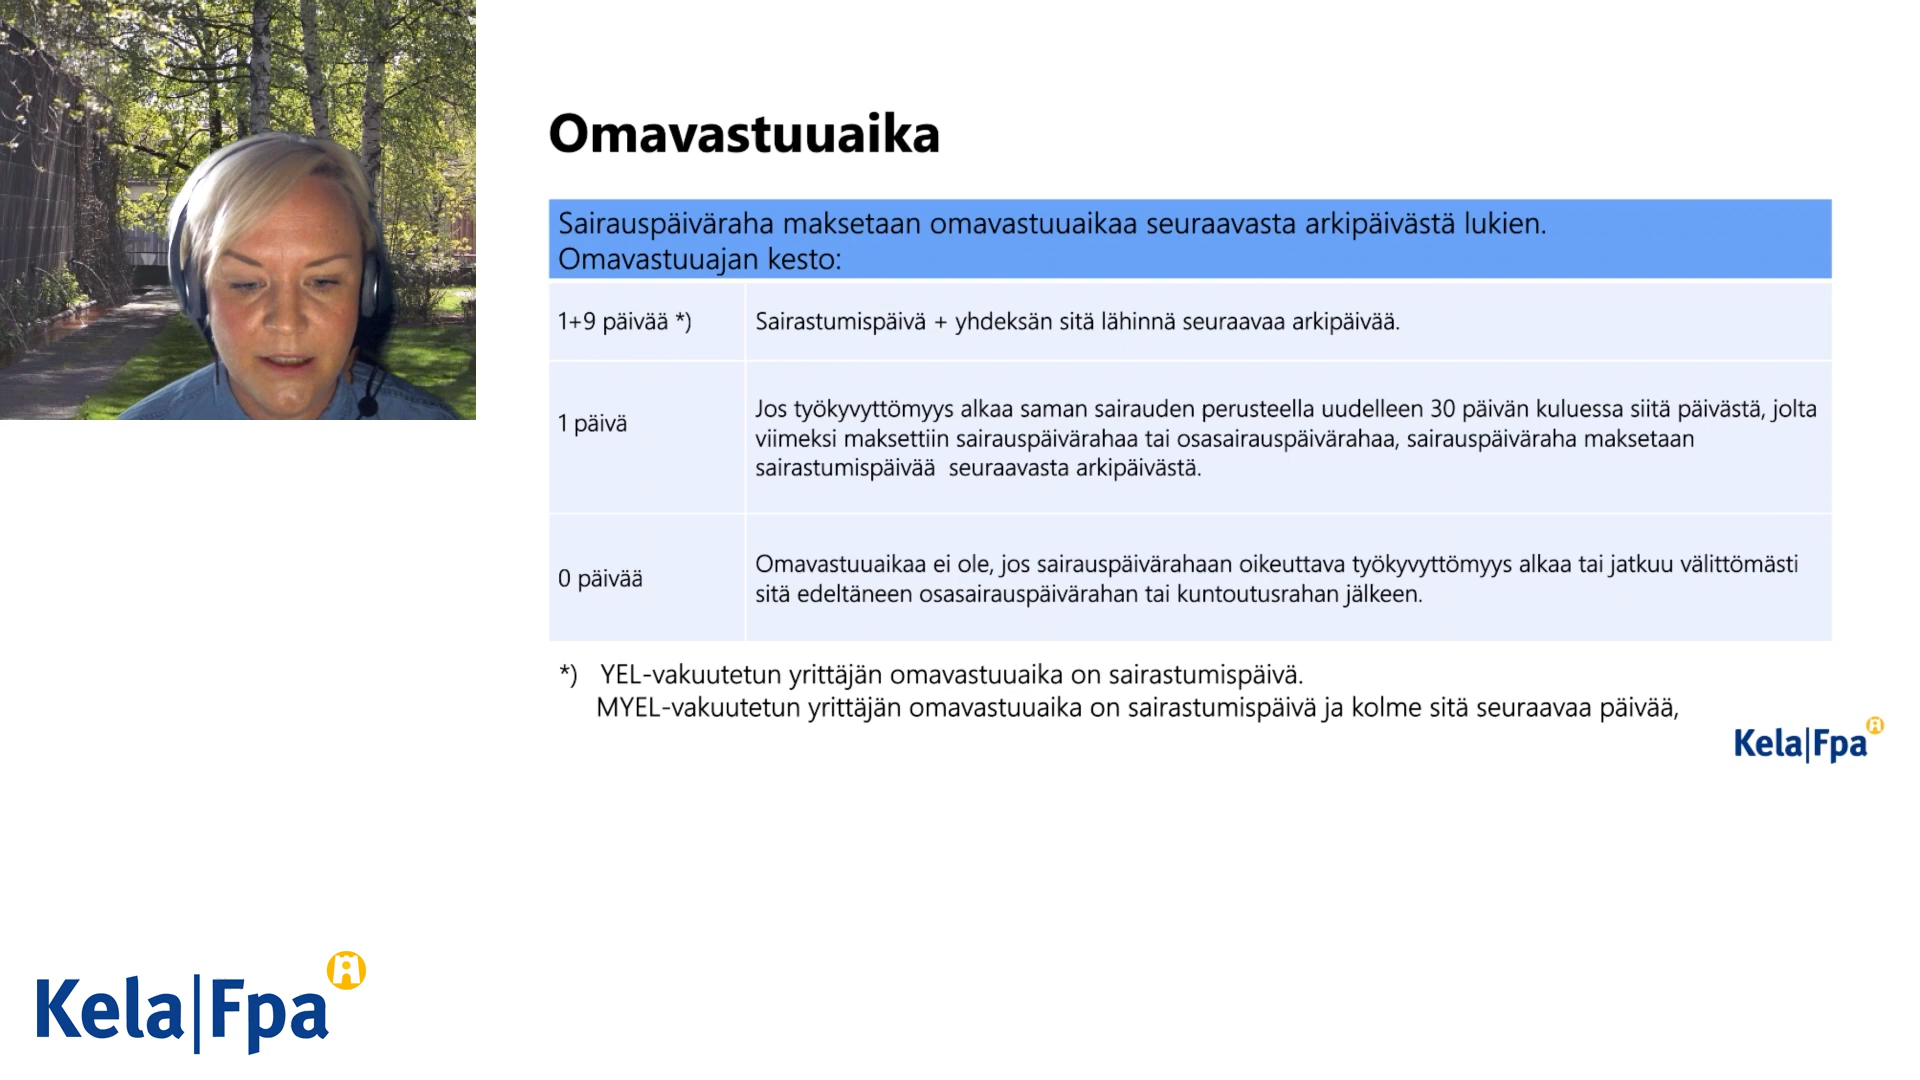 Omavastuuaika
Sairauspäiväraha maksetaan omavastuuaikaa seuraavasta arkipäivästä lukien.
Omavastuuajan kesto:
1+9 päivää *)
Sairastumispäivä + yhdeksän sitä lähinnä seuraavaa arkipäivää.
1 päivä
Jos työkyvyttömyys alkaa saman sairauden perusteella uudelleen 30 päivän kuluessa siitä päivästä, jolta
viimeksi maksettiin sairauspäivärahaa tai osasairauspäivärahaa, sairauspäiväraha maksetaan
sairastumispäivää seuraavasta arkipäivästä.
0 päivää
Omavastuuaikaa ei ole, jos sairauspäivärahaan oikeuttava työkyvyttömyys alkaa tai jatkuu välittömästi
sitä edeltäneen osasairauspäivärahan tai kuntoutusrahan jälkeen.
*) YEL-vakuutetun yrittäjän omavastuuaika on sairastumispäivä.
MYEL-vakuutetun yrittäjän omavastuuaika on sairastumispäivä ja kolme sitä seuraavaa päivää,
Kela|Fpa
Kela|Fpa